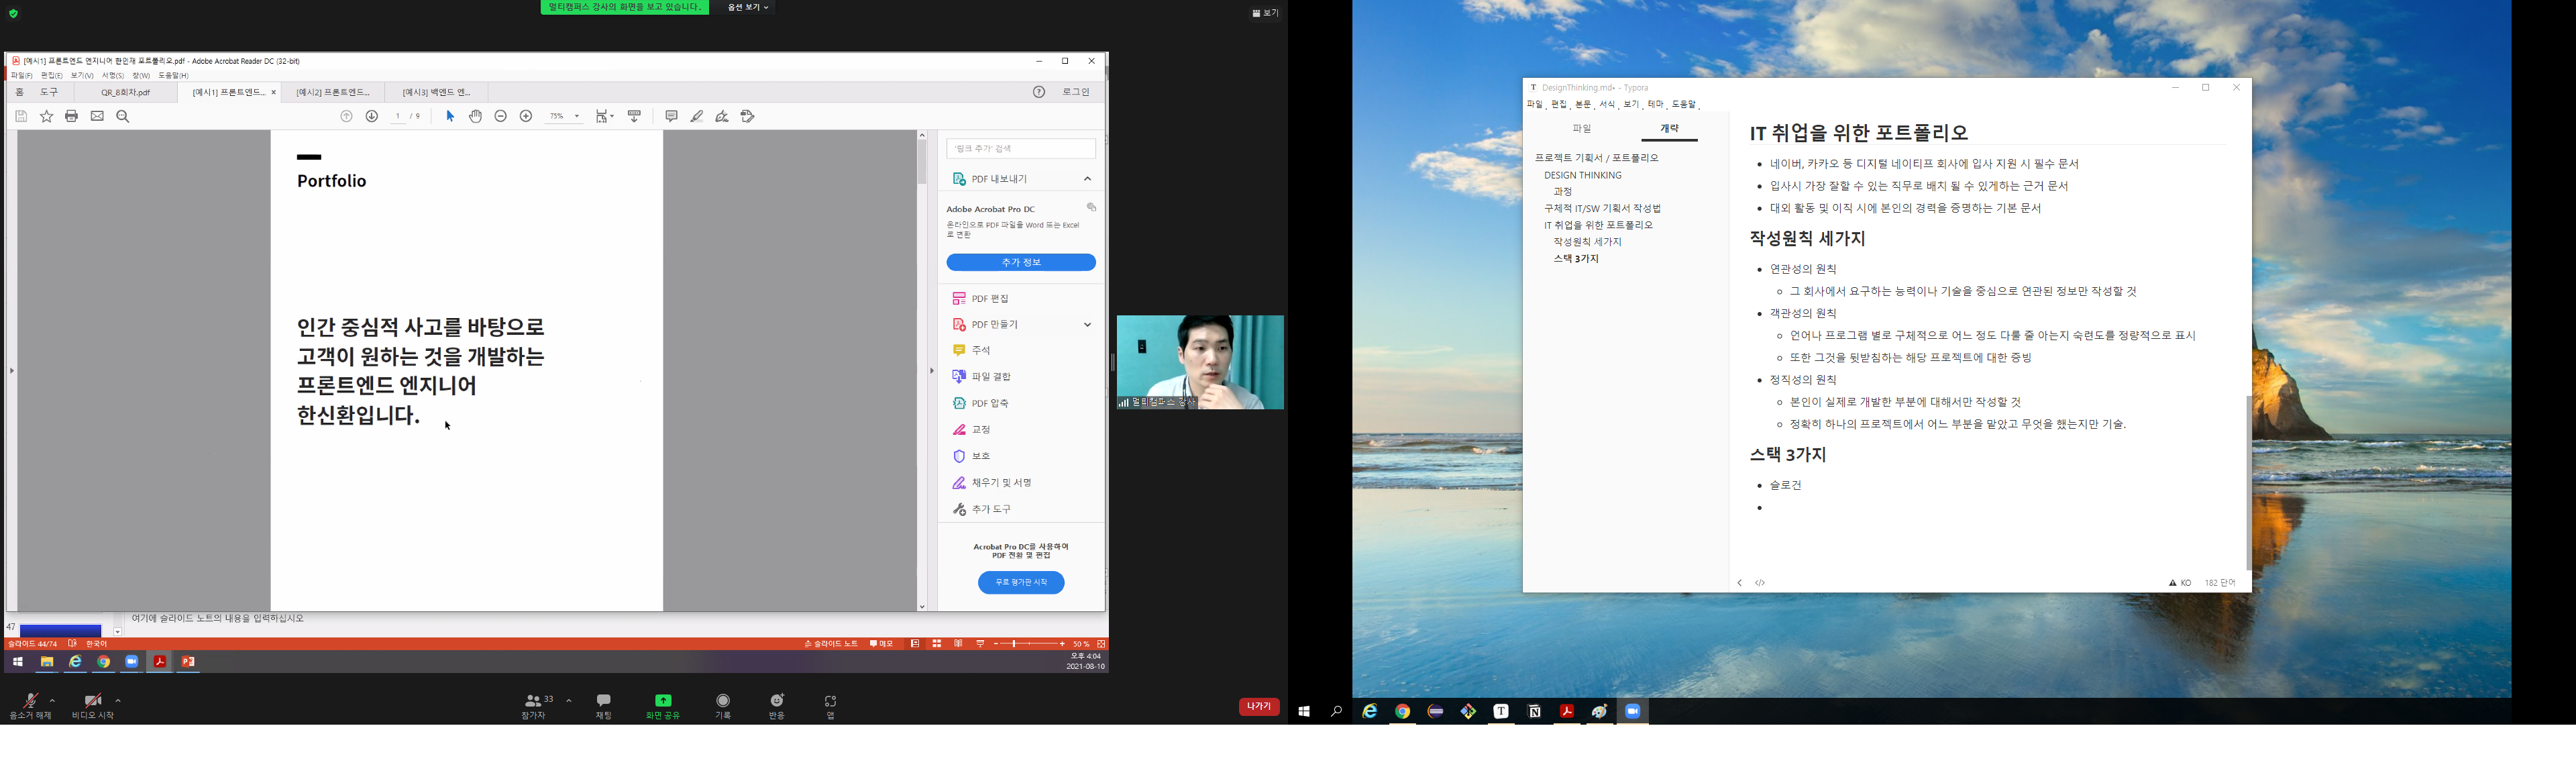 멀티캠퍼스 강사의 화면을 보고 있습니다.
옵션 보기
보기
[예시1] 프론트엔드 엔지니어 한인재 포트폴리오.pdf - Adobe Acrobat Reader DC (32-bit)
파일(F) 편집(E) 보기(V) 서명(S) 창(W) 도움말(H)
홈 도구 QR_8회차.pdf [예시1] 프론트엔드... × [예시2] 프론트엔드... [예시3] 백엔드 엔... 로그인
1 / 9 75%
Portfolio
인간 중심적 사고를 바탕으로
고객이 원하는 것을 개발하는
프론트엔드 엔지니어
한신환입니다.
'링크 추가' 검색
PDF 내보내기
Adobe Acrobat Pro DC
온라인으로 PDF 파일을 Word 또는 Excel
로 변환
추가 정보
PDF 편집
PDF 만들기
주석
파일 결합
PDF 압축
교정
보호
채우기 및 서명
추가 도구
Acrobat Pro DC를 사용하여
PDF 전환 및 편집
무료 평가판 시작
여기에 슬라이드 노트의 내용을 입력하십시오
47
슬라이드 44/74 한국어 슬라이드 노트 메모 50 %
오후 4:04
2021-08-10
멀티캠퍼스 강사
음소거 해제 비디오 시작 참가자 33 채팅 화면 공유 기록 반응 앱 나가기
DesignThinking.md• - Typora
파일 편집 본문 서식 보기 테마 도움말
파일 개략
프로젝트 기획서 / 포트폴리오
DESIGN THINKING
과정
구체적 IT/SW 기획서 작성법
IT 취업을 위한 포트폴리오
작성원칙 세가지
스택 3가지
IT 취업을 위한 포트폴리오
네이버, 카카오 등 디지털 네이티프 회사에 입사 지원 시 필수 문서
입사시 가장 잘할 수 있는 직무로 배치 될 수 있게하는 근거 문서
대외 활동 및 이직 시에 본인의 경력을 증명하는 기본 문서
작성원칙 세가지
연관성의 원칙
그 회사에서 요구하는 능력이나 기술을 중심으로 연관된 정보만 작성할 것
객관성의 원칙
언어나 프로그램 별로 구체적으로 어느 정도 다룰 줄 아는지 숙련도를 정량적으로 표시
또한 그것을 뒷받침하는 해당 프로젝트에 대한 증빙
정직성의 원칙
본인이 실제로 개발한 부분에 대해서만 작성할 것
정확히 하나의 프로젝트에서 어느 부분을 맡았고 무엇을 했는지만 기술.
스택 3가지
슬로건
KO 182 단어